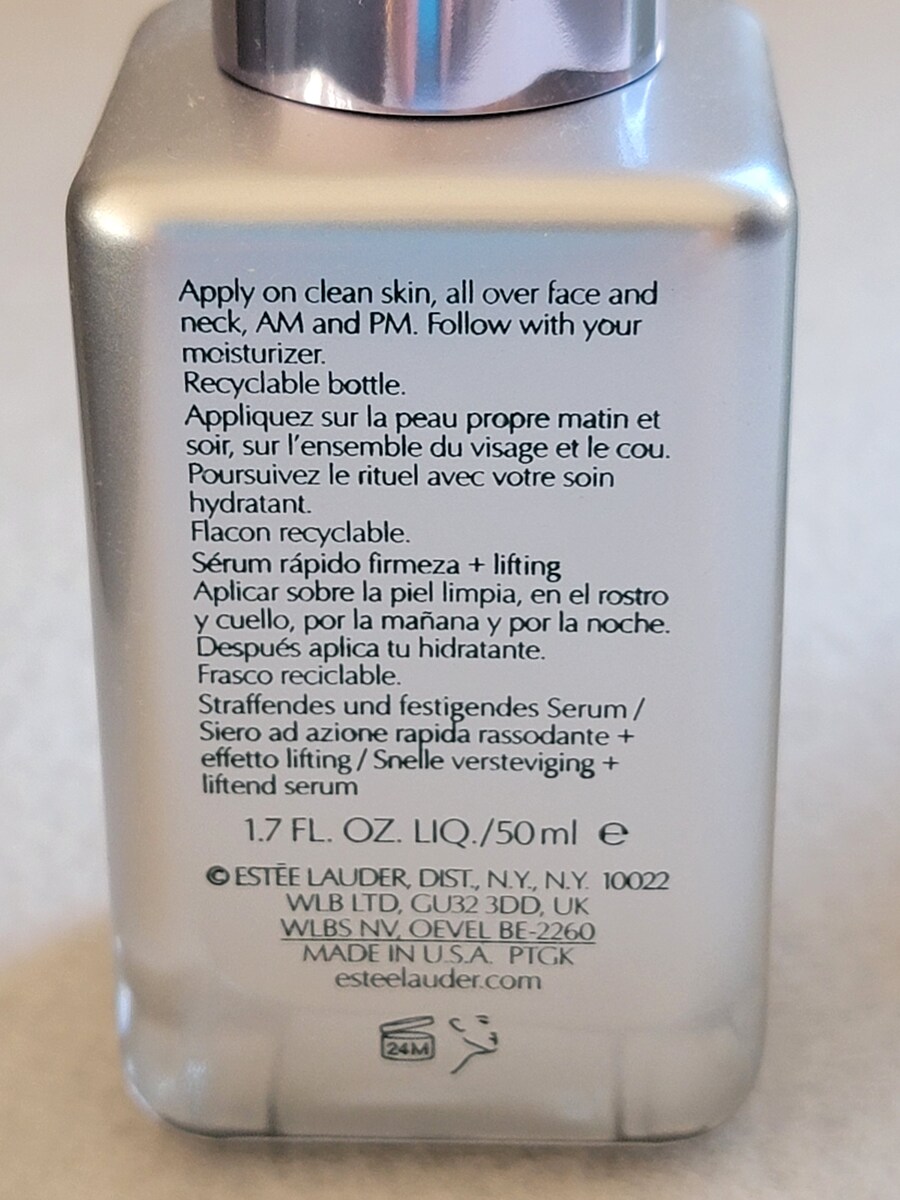 Apply on clean skin, all over face and
neck, AM and PM. Follow with your
moisturizer.
Recyclable bottle.
Appliquez sur la peau propre matin et
soir, sur l'ensemble du visage et le cou.
Poursuivez le rituel avec votre soin
hydratant.
Flacon recyclable.
Sérum rápido firmeza + lifting
Aplicar sobre la piel limpia, en el rostro
y cuello, por la mañana y por la noche.
Después aplica tu hidratante.
Frasco reciclable.
Straffendes und festigendes Serum /
Siero ad azione rapida rassodante +
effetto lifting / Snelle versteviging +
liftend serum
1.7 FL. OZ. LIQ./50 ml e
© ESTĒE LAUDER, DIST., N.Y., N.Y. 10022
WLB LTD, GU32 3DD, UK
WLBS NV, OEVEL BE-2260
MADE IN U.S.A. PTGK
esteelauder.com
24M